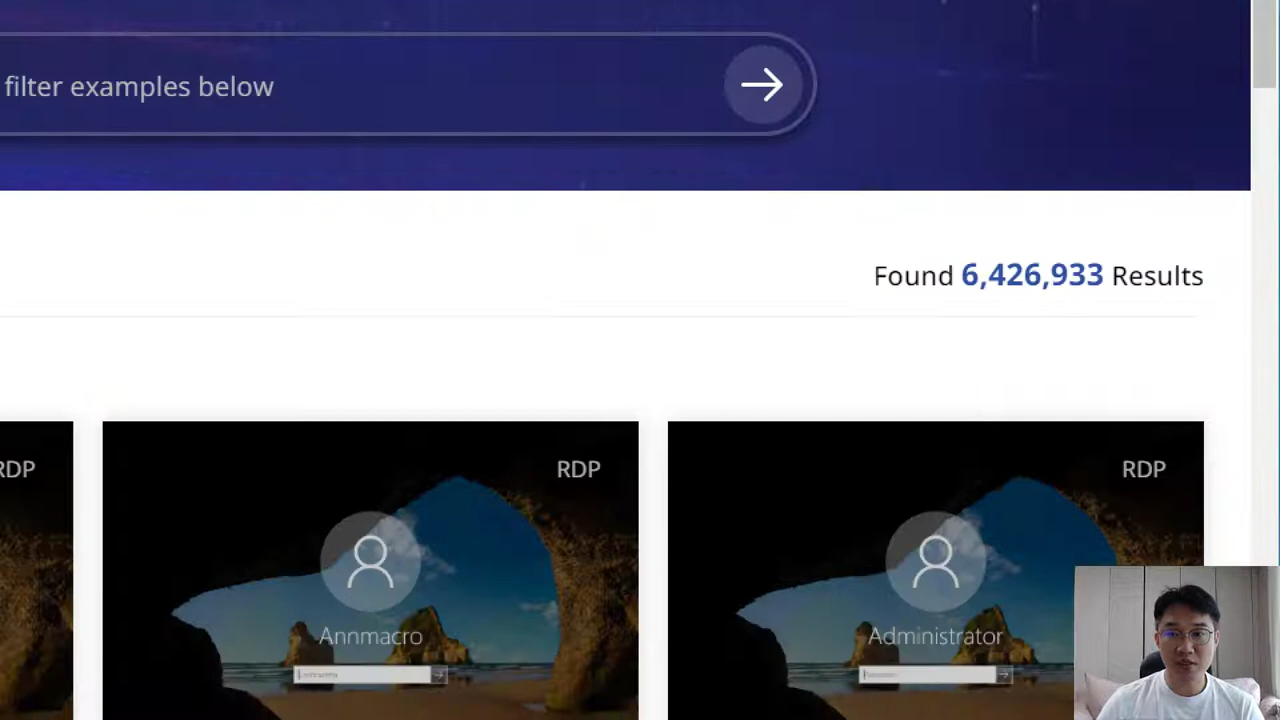 filter examples below
Found 6,426,933 Results
RDP
RDP
RDP
Annmacro
Administrator